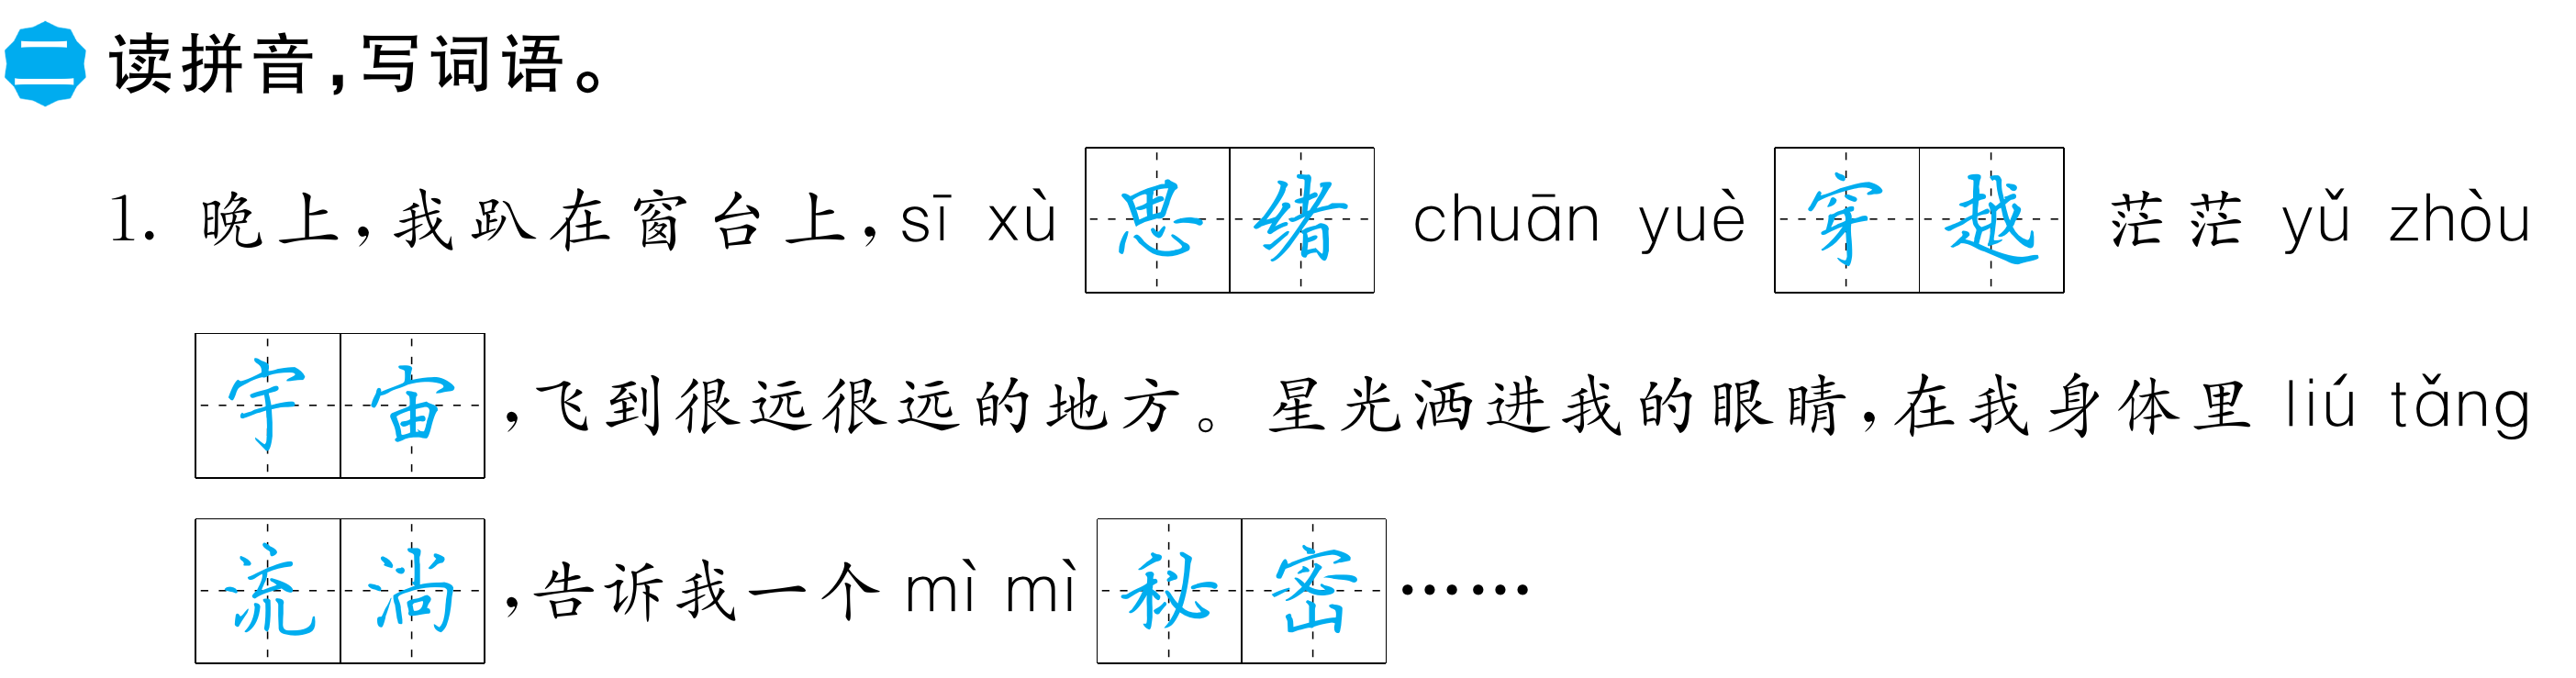 二 读拼音,写词语。
1. 晚上,我趴在窗台上,sī xù 思绪 chuān yuè 穿越 茫茫 yǔ zhòu
宇宙,飞到很远很远的地方。星光洒进我的眼睛,在我身体里 liú tǎng
流淌,告诉我一个 mì mì 秘密……